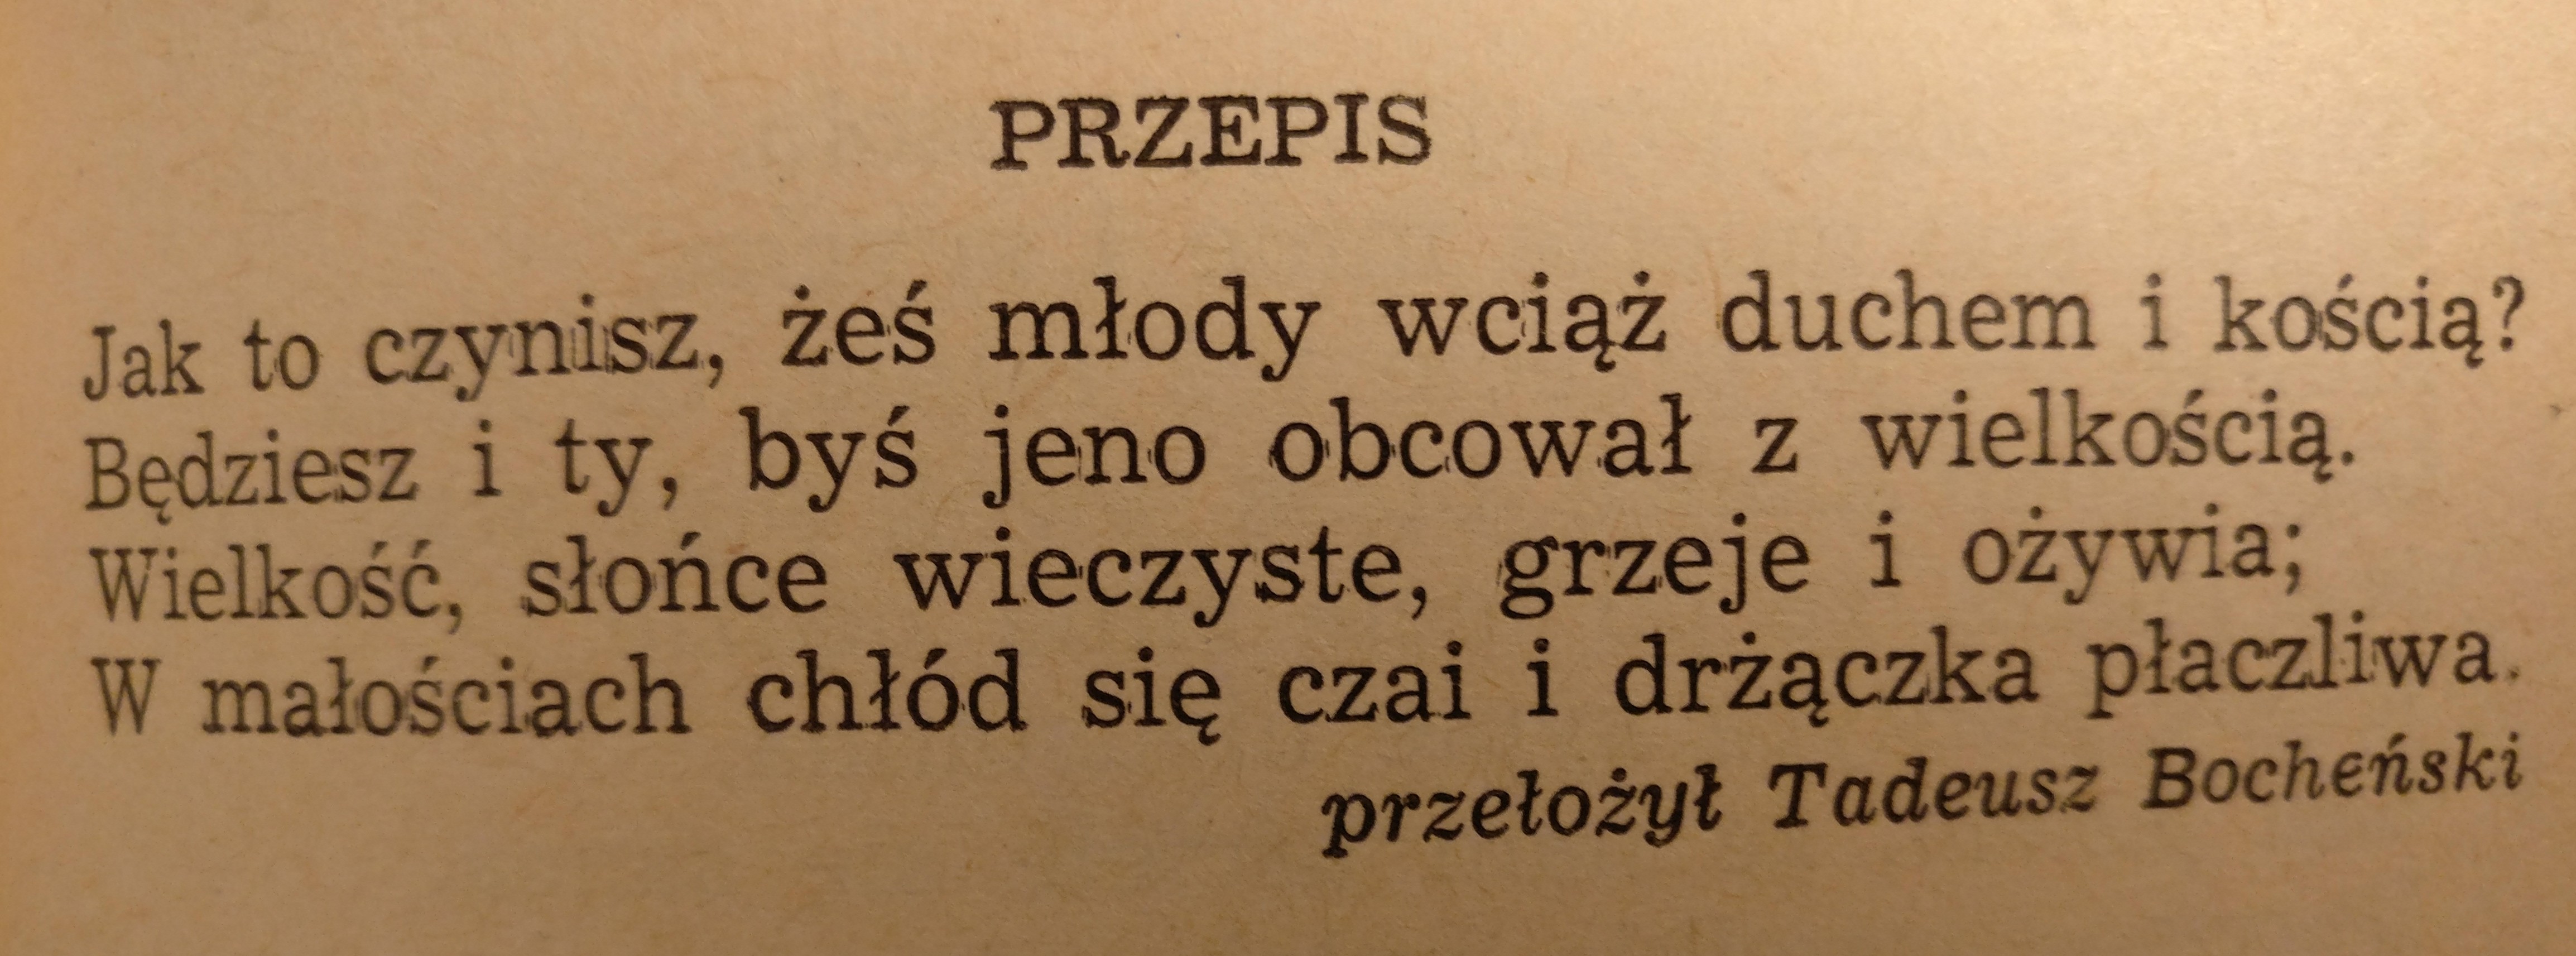 PRZEPIS
Jak to czynisz, żeś młody wciąż duchem i kością?
Będziesz i ty, byś jeno obcował z wielkością.
Wielkość, słońce wieczyste, grzeje i ożywia;
W małościach chłód się czai i drżączka płaczliwa.
przełożył Tadeusz Bocheński